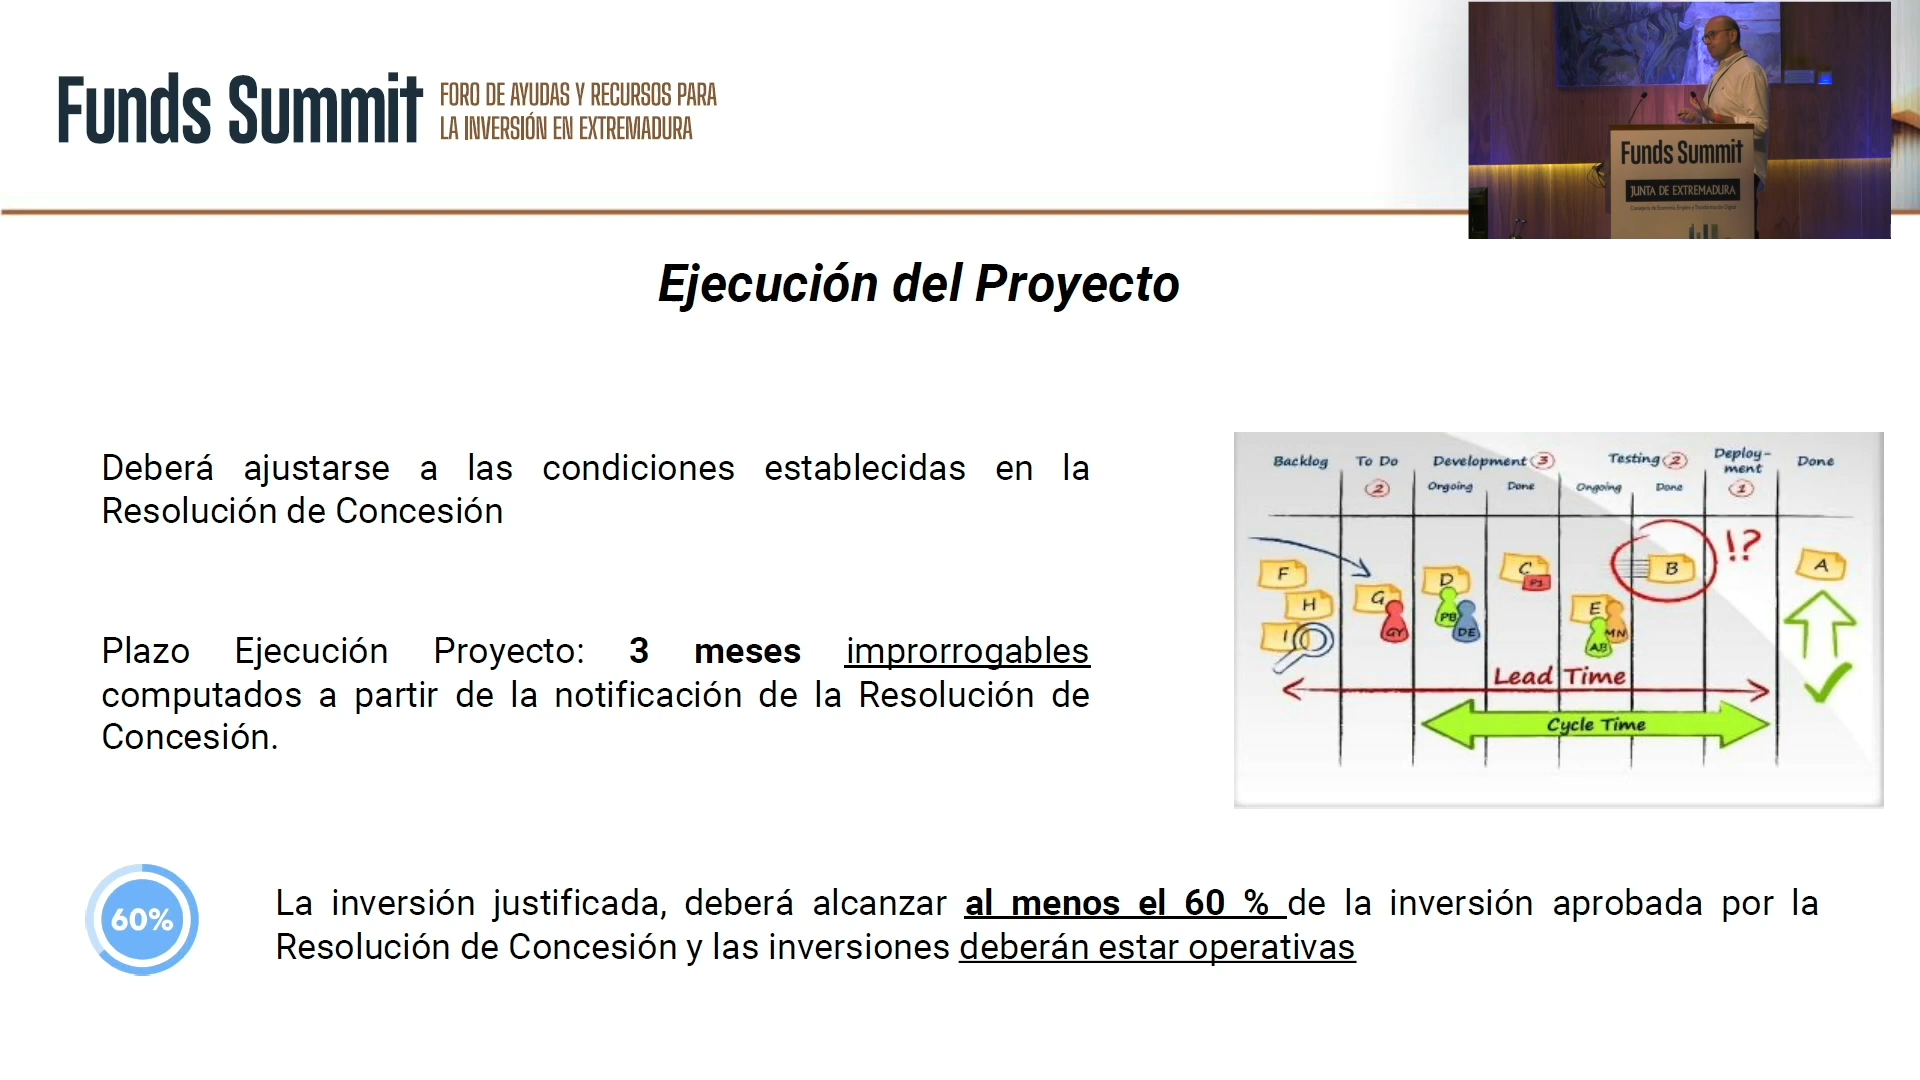 Funds Summit
FORO DE AYUDAS Y RECURSOS PARA
LA INVERSIÓN EN EXTREMADURA
Funds Summit
JUNTA DE EXTREMADURA
Ejecución del Proyecto
Deberá ajustarse a las condiciones establecidas en la
Resolución de Concesión
Plazo Ejecución Proyecto: 3 meses improrrogables
computados a partir de la notificación de la Resolución de
Concesión.
Backlog To Do Development 3 Testing 2 Deploy-
ment Done
2 Ongoing Done Ongoing Done 1
F G D C B !? A
H PB P1 E
I GY DE MN
AB
Lead Time
Cycle Time
60%
La inversión justificada, deberá alcanzar al menos el 60 % de la inversión aprobada por la
Resolución de Concesión y las inversiones deberán estar operativas